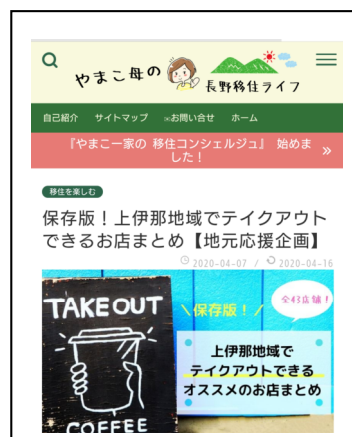 やまこ母の
長野移住ライフ
自己紹介 サイトマップ ✉お問い合せ ホーム
『やまこ一家の 移住コンシェルジュ』 始めま
した！ »
移住を楽しむ
保存版！上伊那地域でテイクアウト
できるお店まとめ【地元応援企画】
2020-04-07 / 2020-04-16
TAKE OUT
＼保存版！／
全43店舗！
上伊那地域で
テイクアウトできる
オススメのお店まとめ
COFFEE